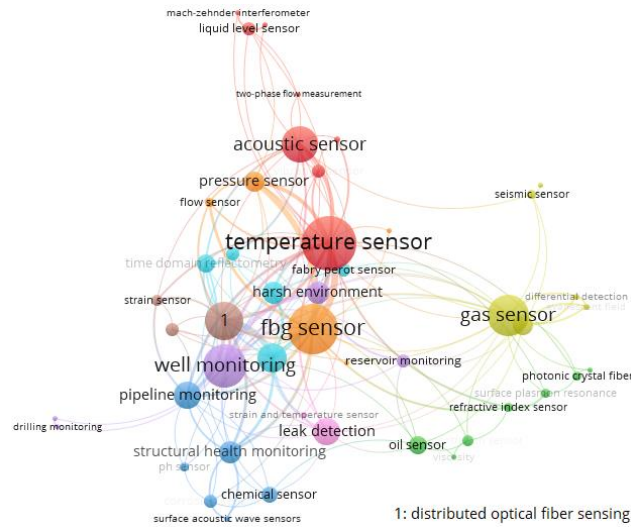 mach-zehnder-interferometer
liquid level sensor
two-phase flow measurement
acoustic sensor
pressure sensor
seismic sensor
flow sensor
temperature sensor
time domain reflectometry
fabry perot sensor
harsh environment
differential detection
strain sensor
gas sensor
1
fbg sensor
well monitoring
reservoir monitoring
photonic crystal fiber
pipeline monitoring
surface plasmon resonance
refractive index sensor
strain and temperature sensor
drilling monitoring
leak detection
oil sensor
structural health monitoring
viscosity
ph sensor
chemical sensor
surface acoustic wave sensors
1: distributed optical fiber sensing